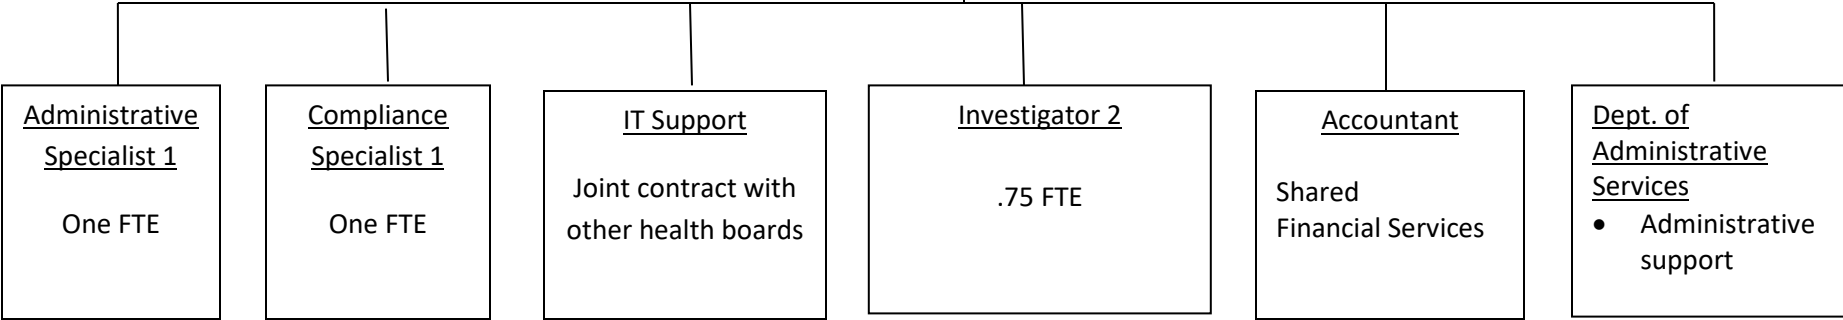 Administrative
Specialist 1
One FTE
Compliance
Specialist 1
One FTE
IT Support
Joint contract with
other health boards
Investigator 2
.75 FTE
Accountant
Shared
Financial Services
Dept. of
Administrative
Services
• Administrative
support